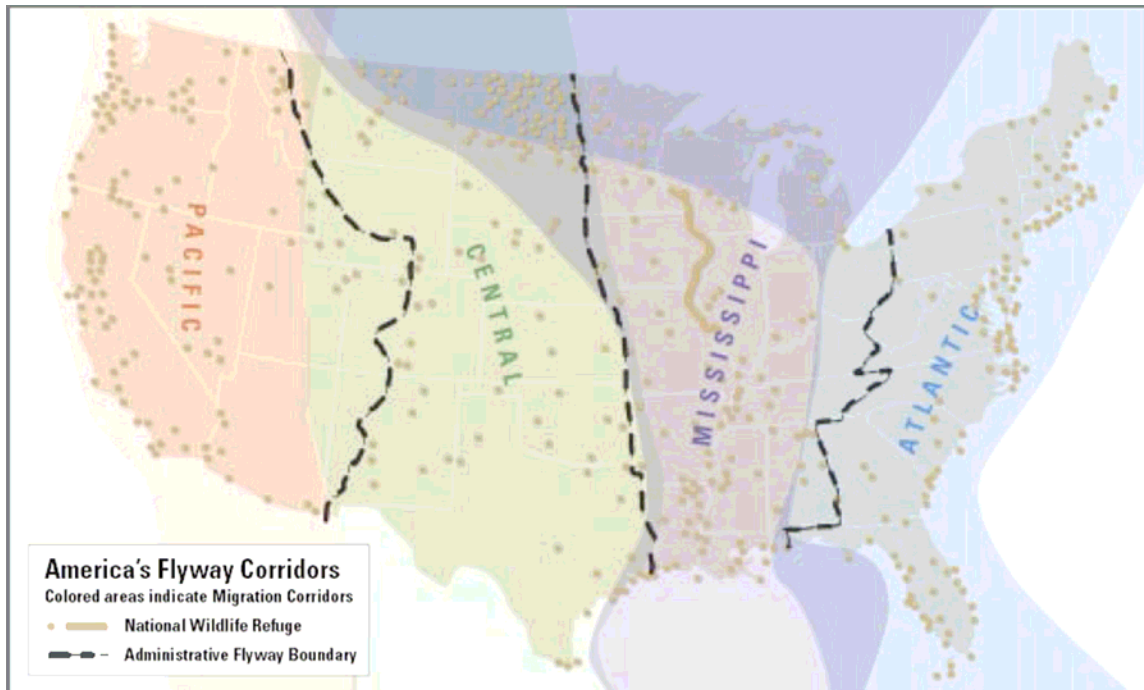 PACIFIC
CENTRAL
MISSISSIPPI
ATLANTIC
America's Flyway Corridors
Colored areas indicate Migration Corridors
National Wildlife Refuge
Administrative Flyway Boundary